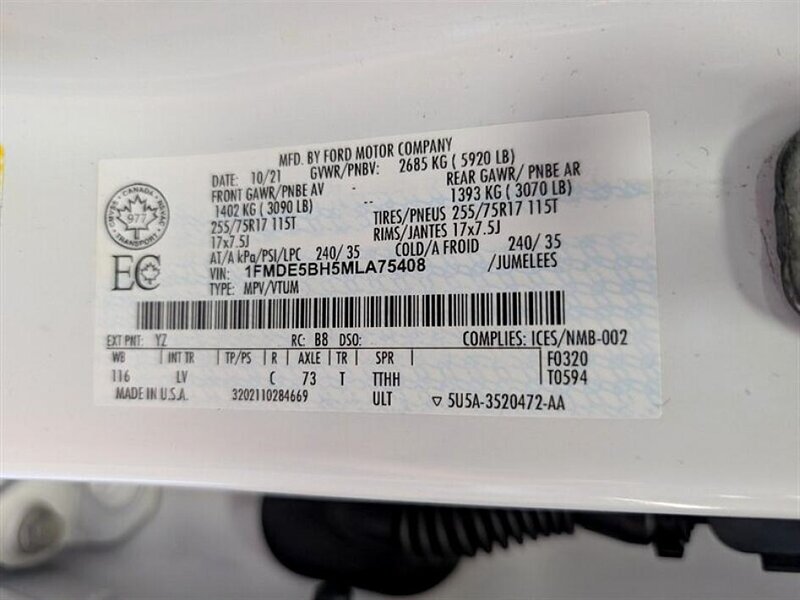 MFD. BY FORD MOTOR COMPANY
DATE: 10/21 GVWR/PNBV: 2685 KG ( 5920 LB)
FRONT GAWR/PNBE AV -- REAR GAWR/ PNBE AR
1402 KG ( 3090 LB) -- 1393 KG ( 3070 LB)
255/75R17 115T TIRES/PNEUS 255/75R17 115T
17x7.5J RIMS/JANTES 17x7.5J
AT/A kPa/PSI/LPC 240/ 35 COLD/A FROID 240/ 35
VIN: 1FMDE5BH5MLA75408 /JUMELEES
TYPE: MPV/VTUM
CANADA
977
TRANSPORT
EC
EXT PNT: YZ RC: B8 DSO: COMPLIES: ICES/NMB-002
WB INT TR TP/PS R AXLE TR SPR F0320
116 LV C 73 T TTHH T0594
MADE IN U.S.A. 3202110284669 ULT ▽ 5U5A-3520472-AA